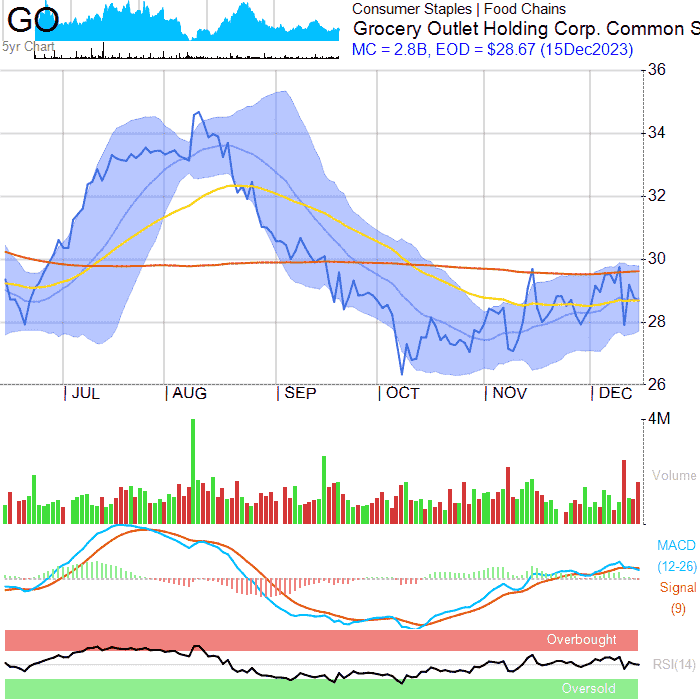 GO
5yr Chart
Consumer Staples | Food Chains
Grocery Outlet Holding Corp. Common S
MC = 2.8B, EOD = $28.67 (15Dec2023)
36
34
32
30
28
26
JUL AUG SEP OCT NOV DEC
4M
Volume
MACD
(12-26)
Signal
(9)
Overbought
RSI(14)
Oversold